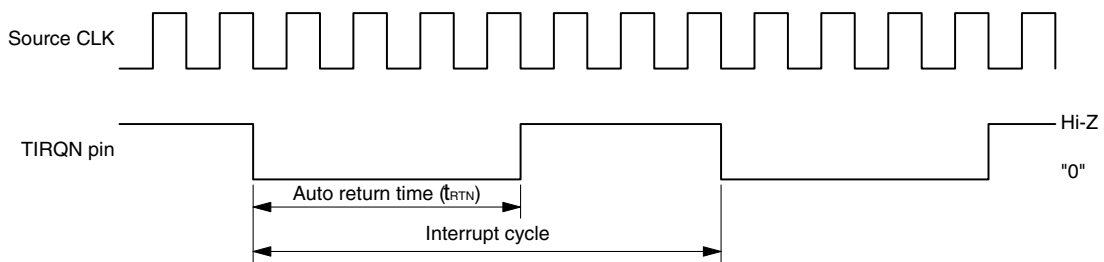 Source CLK
TIRQN pin
Hi-Z
"0"
Auto return time (tRTN)
Interrupt cycle